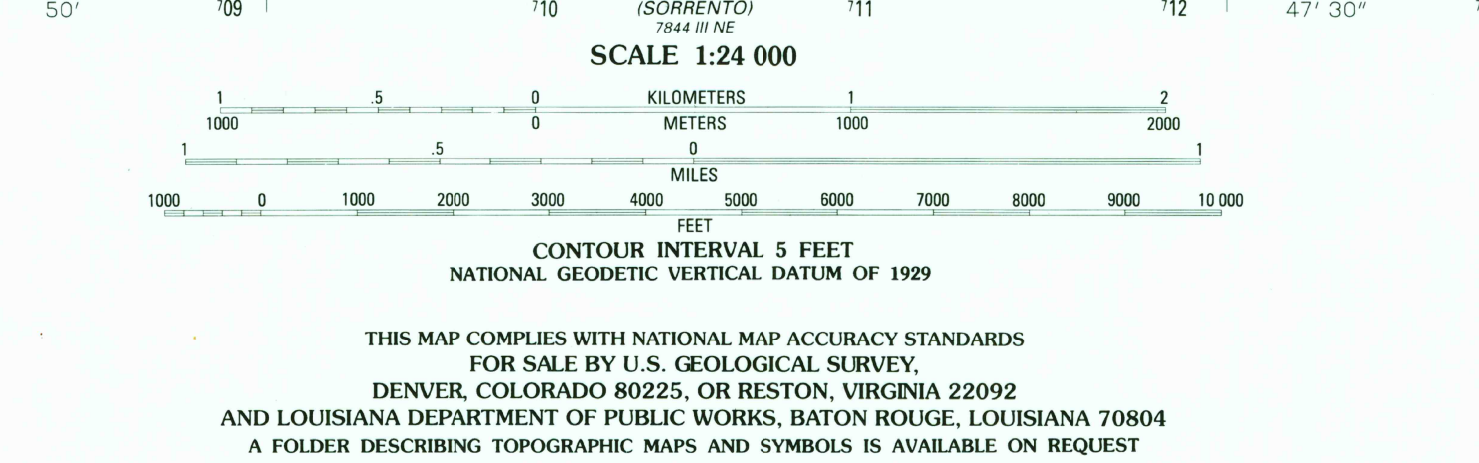 50' ⁷09 ⁷10 (SORRENTO) ⁷11 ⁷12 47' 30"
7844 III NE
SCALE 1:24 000
1 .5 0 KILOMETERS 1 2
1000 0 METERS 1000 2000
1 .5 0 1
MILES
1000 0 1000 2000 3000 4000 5000 6000 7000 8000 9000 10 000
FEET
CONTOUR INTERVAL 5 FEET
NATIONAL GEODETIC VERTICAL DATUM OF 1929
THIS MAP COMPLIES WITH NATIONAL MAP ACCURACY STANDARDS
FOR SALE BY U.S. GEOLOGICAL SURVEY,
DENVER, COLORADO 80225, OR RESTON, VIRGINIA 22092
AND LOUISIANA DEPARTMENT OF PUBLIC WORKS, BATON ROUGE, LOUISIANA 70804
A FOLDER DESCRIBING TOPOGRAPHIC MAPS AND SYMBOLS IS AVAILABLE ON REQUEST